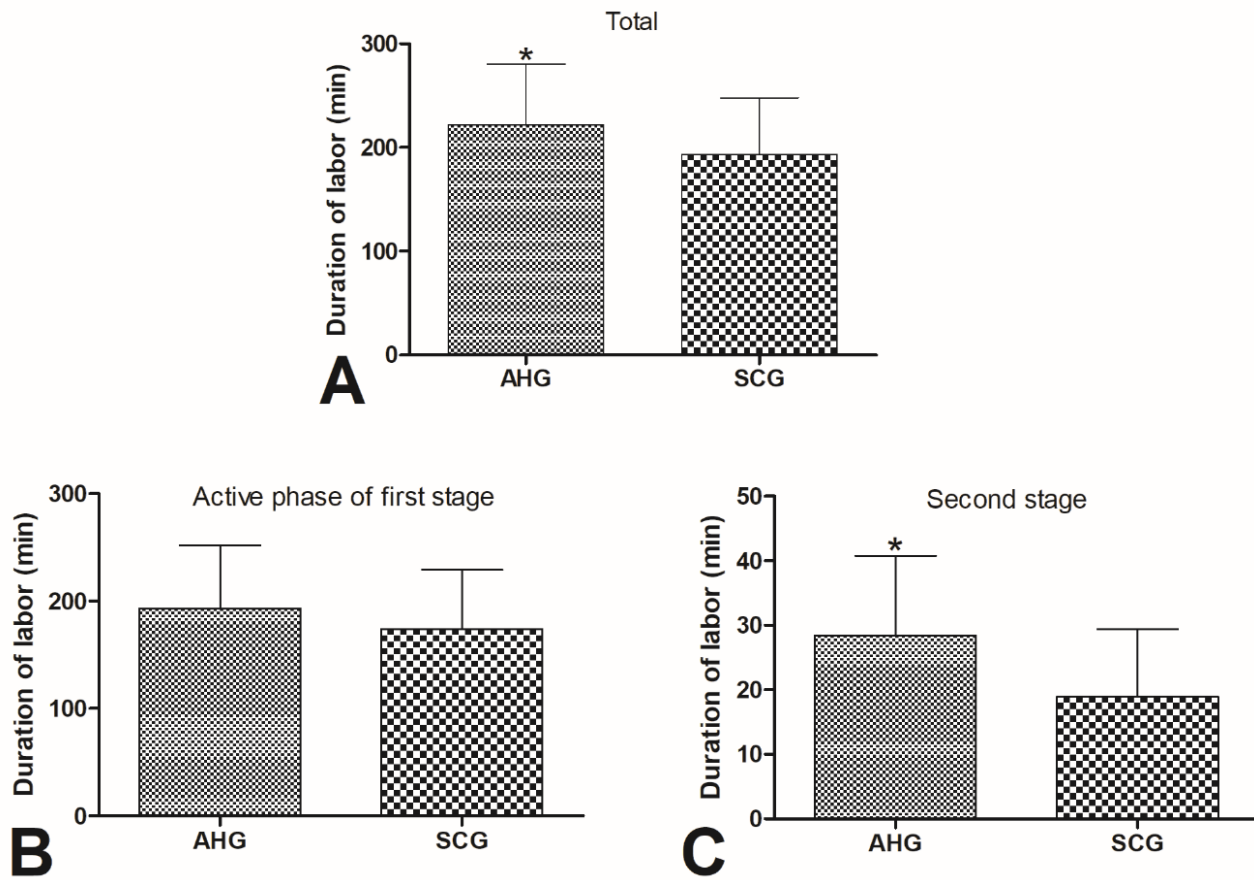 Total
Duration of labor (min)
300
*
200
100
0
AHG SCG
A
Active phase of first stage
Duration of labor (min)
300
200
100
0
AHG SCG
B
Second stage
Duration of labor (min)
50
*
40
30
20
10
0
AHG SCG
C